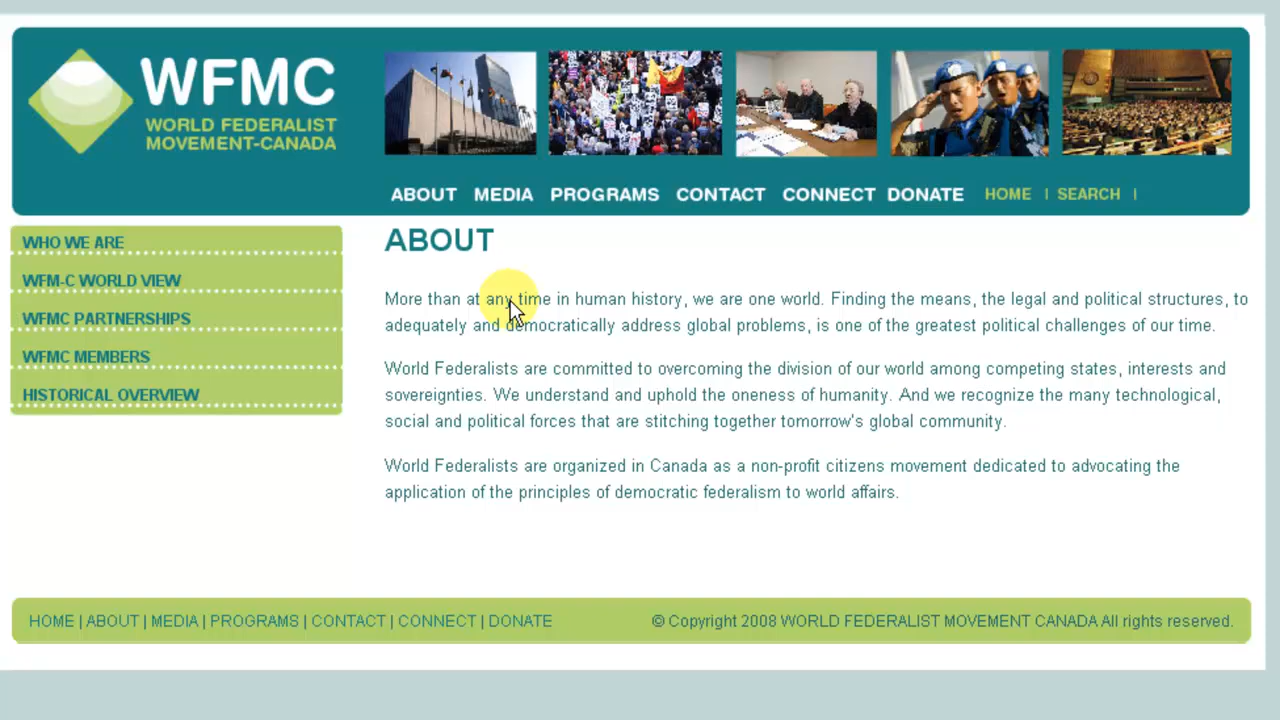 WFMC
WORLD FEDERALIST
MOVEMENT-CANADA
ABOUT MEDIA PROGRAMS CONTACT CONNECT DONATE HOME | SEARCH |
WHO WE ARE
WFM-C WORLD VIEW
WFMC PARTNERSHIPS
WFMC MEMBERS
HISTORICAL OVERVIEW
ABOUT
More than at any time in human history, we are one world. Finding the means, the legal and political structures, to
adequately and democratically address global problems, is one of the greatest political challenges of our time.
World Federalists are committed to overcoming the division of our world among competing states, interests and
sovereignties. We understand and uphold the oneness of humanity. And we recognize the many technological,
social and political forces that are stitching together tomorrow's global community.
World Federalists are organized in Canada as a non-profit citizens movement dedicated to advocating the
application of the principles of democratic federalism to world affairs.
HOME | ABOUT | MEDIA | PROGRAMS | CONTACT | CONNECT | DONATE
© Copyright 2008 WORLD FEDERALIST MOVEMENT CANADA All rights reserved.